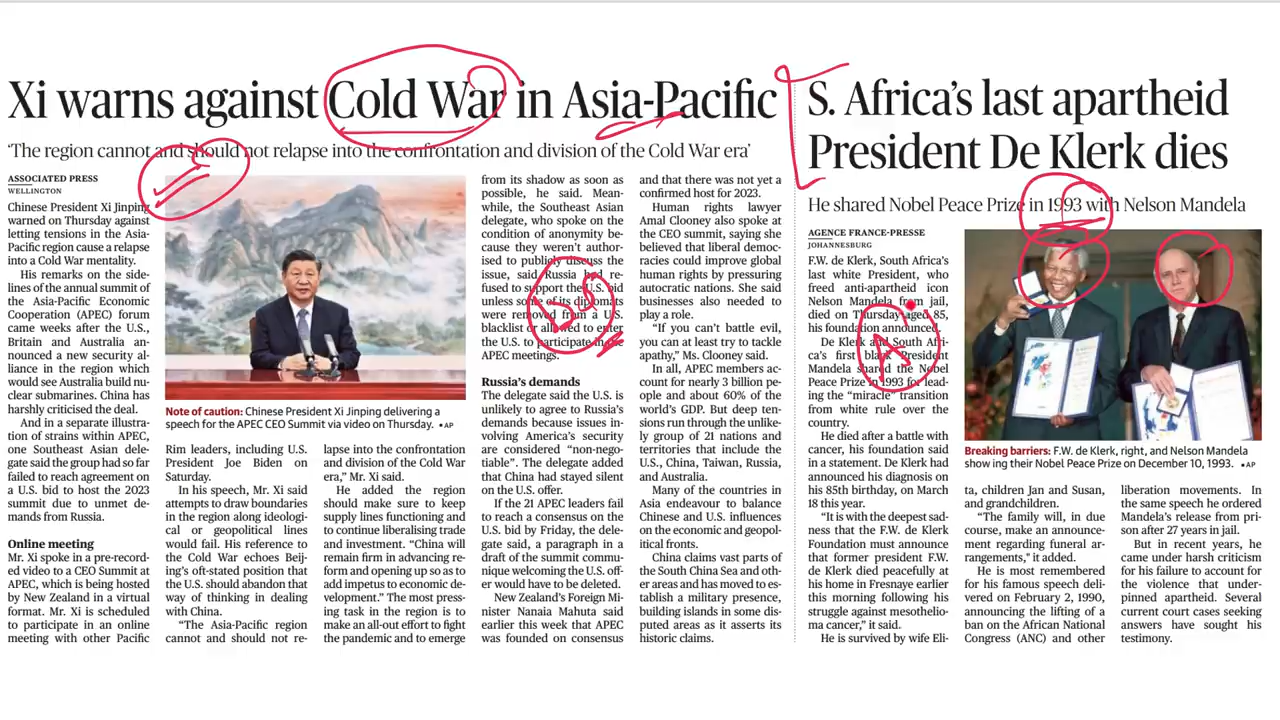 Xi warns against Cold War in Asia-Pacific
‘The region cannot and should not relapse into the confrontation and division of the Cold War era’
ASSOCIATED PRESS
WELLINGTON
Chinese President Xi Jinping
warned on Thursday against
letting tensions in the Asia-
Pacific region cause a relapse
into a Cold War mentality.
His remarks on the side-
lines of the annual summit of
the Asia-Pacific Economic
Cooperation (APEC) forum
came weeks after the U.S.,
Britain and Australia an-
nounced a new security al-
liance in the region which
would see Australia build nu-
clear submarines. China has
harshly criticised the deal.
And in a separate illustra-
tion of strains within APEC,
one Southeast Asian dele-
gate said the group had so far
failed to reach agreement on
a U.S. bid to host the 2023
summit due to unmet de-
mands from Russia.
Online meeting
Mr. Xi spoke in a pre-record-
ed video to a CEO Summit at
APEC, which is being hosted
by New Zealand in a virtual
format. Mr. Xi is scheduled
to participate in an online
meeting with other Pacific
Note of caution: Chinese President Xi Jinping delivering a
speech for the APEC CEO Summit via video on Thursday. • AP
Rim leaders, including U.S.
President Joe Biden on
Saturday.
In his speech, Mr. Xi said
attempts to draw boundaries
in the region along ideologi-
cal or geopolitical lines
would fail. His reference to
the Cold War echoes Beij-
ing’s oft-stated position that
the U.S. should abandon that
way of thinking in dealing
with China.
“The Asia-Pacific region
cannot and should not re-
lapse into the confrontation
and division of the Cold War
era,” Mr. Xi said.
He added the region
should make sure to keep
supply lines functioning and
to continue liberalising trade
and investment. “China will
remain firm in advancing re-
form and opening up so as to
add impetus to economic de-
velopment.” The most press-
ing task in the region is to
make an all-out effort to fight
the pandemic and to emerge
from its shadow as soon as
possible, he said. Mean-
while, the Southeast Asian
delegate, who spoke on the
condition of anonymity be-
cause they weren’t author-
ised to publicly discuss the
issue, said Russia had re-
fused to support the U.S. bid
unless some of its diplomats
were removed from a U.S.
blacklist or allowed to enter
the U.S. to participate in the
APEC meetings.
Russia’s demands
The delegate said the U.S. is
unlikely to agree to Russia’s
demands because issues in-
volving America’s security
are considered “non-nego-
tiable”. The delegate added
that China had stayed silent
on the U.S. offer.
If the 21 APEC leaders fail
to reach a consensus on the
U.S. bid by Friday, the dele-
gate said, a paragraph in a
draft of the summit commu-
nique welcoming the U.S. off-
er would have to be deleted.
New Zealand’s Foreign Mi-
nister Nanaia Mahuta said
earlier this week that APEC
was founded on consensus
and that there was not yet a
confirmed host for 2023.
Human rights lawyer
Amal Clooney also spoke at
the CEO summit, saying she
believed that liberal democ-
racies could improve global
human rights by pressuring
autocratic nations. She said
businesses also needed to
play a role.
“If you can’t battle evil,
you can at least try to tackle
apathy,” Ms. Clooney said.
In all, APEC members ac-
count for nearly 3 billion peo-
ple and about 60% of the
world’s GDP. But deep ten-
sions run through the unlike-
ly group of 21 nations and
territories that include the
U.S., China, Taiwan, Russia,
and Australia.
Many of the countries in
Asia endeavour to balance
Chinese and U.S. influences
on the economic and geopol-
itical fronts.
China claims vast parts of
the South China Sea and oth-
er areas and has moved to es-
tablish a military presence,
building islands in some dis-
puted areas as it asserts its
historic claims.
S. Africa’s last apartheid
President De Klerk dies
He shared Nobel Peace Prize in 1993 with Nelson Mandela
AGENCE FRANCE-PRESSE
JOHANNESBURG
F.W. de Klerk, South Africa’s
last white President, who
freed anti-apartheid icon
Nelson Mandela from jail,
died on Thursday aged 85,
his foundation announced.
De Klerk and South Afri-
ca’s first black President
Mandela shared the Nobel
Peace Prize in 1993 for lead-
ing the “miracle” transition
from white rule over the
country.
He died after a battle with
cancer, his foundation said
in a statement. De Klerk had
announced his diagnosis on
his 85th birthday, on March
18 this year.
“It is with the deepest sad-
ness that the F.W. de Klerk
Foundation must announce
that former president F.W.
de Klerk died peacefully at
his home in Fresnaye earlier
this morning following his
struggle against mesothelio-
ma cancer,” it said.
He is survived by wife Eli-
Breaking barriers: F.W. de Klerk, right, and Nelson Mandela
show ing their Nobel Peace Prize on December 10, 1993. • AP
ta, children Jan and Susan,
and grandchildren.
“The family will, in due
course, make an announce-
ment regarding funeral ar-
rangements,” it added.
He is most remembered
for his famous speech deli-
vered on February 2, 1990,
announcing the lifting of a
ban on the African National
Congress (ANC) and other
liberation movements. In
the same speech he ordered
Mandela’s release from pri-
son after 27 years in jail.
But in recent years, he
came under harsh criticism
for his failure to account for
the violence that under-
pinned apartheid. Several
current court cases seeking
answers have sought his
testimony.